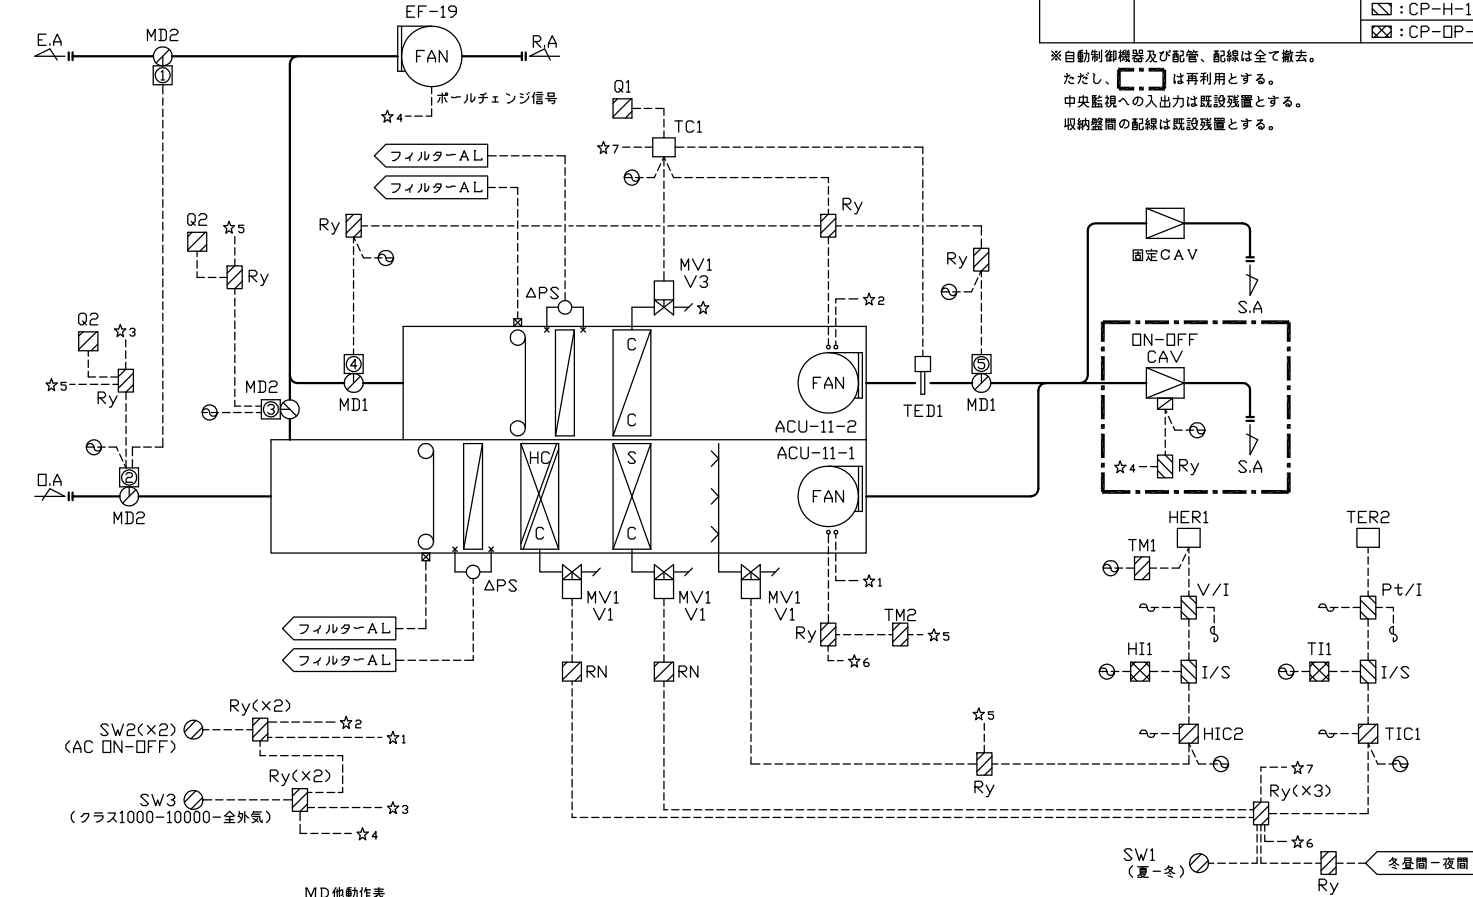 EF-19
E.A
MD2
FAN
R.A
①
ポールチェンジ信号
☆4
: CP-H-1
: CP-OP-
※自動制御機器及び配管、配線は全て撤去。
ただし、 は再利用とする。
中央監視への入出力は既設残置とする。
収納盤間の配線は既設残置とする。
Q1
TC1
☆7
フィルターAL
フィルターAL
Ry
Ry
Q2
☆5
Ry
Ry
MV1
V3
☆
△PS
☆2
固定CAV
S.A
Q2
☆3
☆5
Ry
MD2
③
④
MD1
C
C
FAN
ACU-11-2
TED1
⑤
MD1
ON-OFF
CAV
S.A
☆4
Ry
O.A
②
MD2
HC
C
S
C
ACU-11-1
FAN
HER1
TER2
TM1
V/I
Pt/I
△PS
MV1
V1
MV1
V1
MV1
V1
☆1
Ry
TM2
☆5
☆6
フィルターAL
フィルターAL
RN
RN
HI1
I/S
TI1
I/S
HIC2
TIC1
Ry(×2)
SW2(×2)
(AC ON-OFF)
☆2
☆1
☆5
Ry
Ry(×2)
SW3
(クラス1000-10000-全外気)
☆3
☆4
☆7
Ry(×3)
☆6
SW1
(夏-冬)
Ry
冬昼間-夜間
MD他動作表